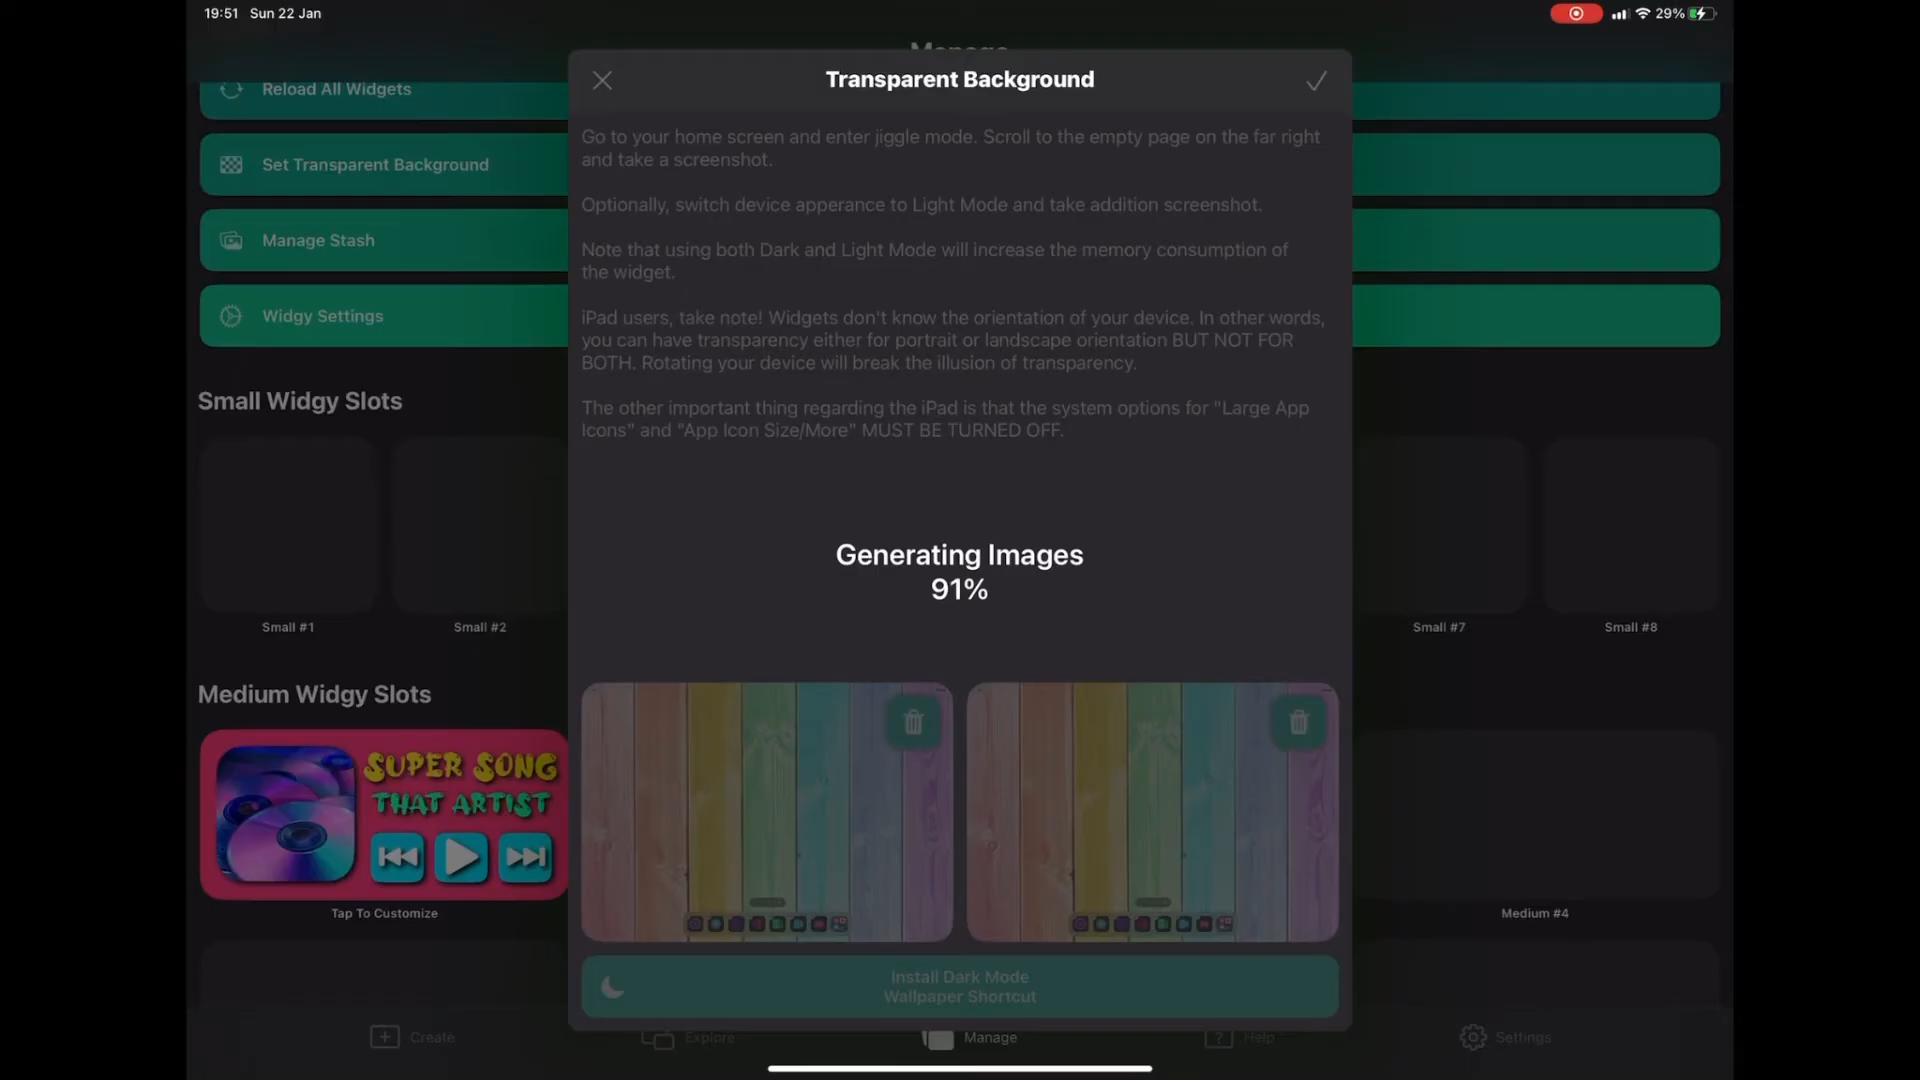 19:51 Sun 22 Jan
29%
Manage
Reload All Widgets
Set Transparent Background
Manage Stash
Widgy Settings
Transparent Background
Go to your home screen and enter jiggle mode. Scroll to the empty page on the far right
and take a screenshot.
Optionally, switch device apperance to Light Mode and take addition screenshot.
Note that using both Dark and Light Mode will increase the memory consumption of
the widget.
iPad users, take note! Widgets don't know the orientation of your device. In other words,
you can have transparency either for portrait or landscape orientation BUT NOT FOR
BOTH. Rotating your device will break the illusion of transparency.
The other important thing regarding the iPad is that the system options for "Large App
Icons" and "App Icon Size/More" MUST BE TURNED OFF.
Generating Images
91%
Small Widgy Slots
Small #1
Small #2
Small #7
Small #8
Medium Widgy Slots
SUPER SONG
THAT ARTIST
Tap To Customize
Medium #4
Install Dark Mode
Wallpaper Shortcut
Create
Explore
Manage
Help
Settings